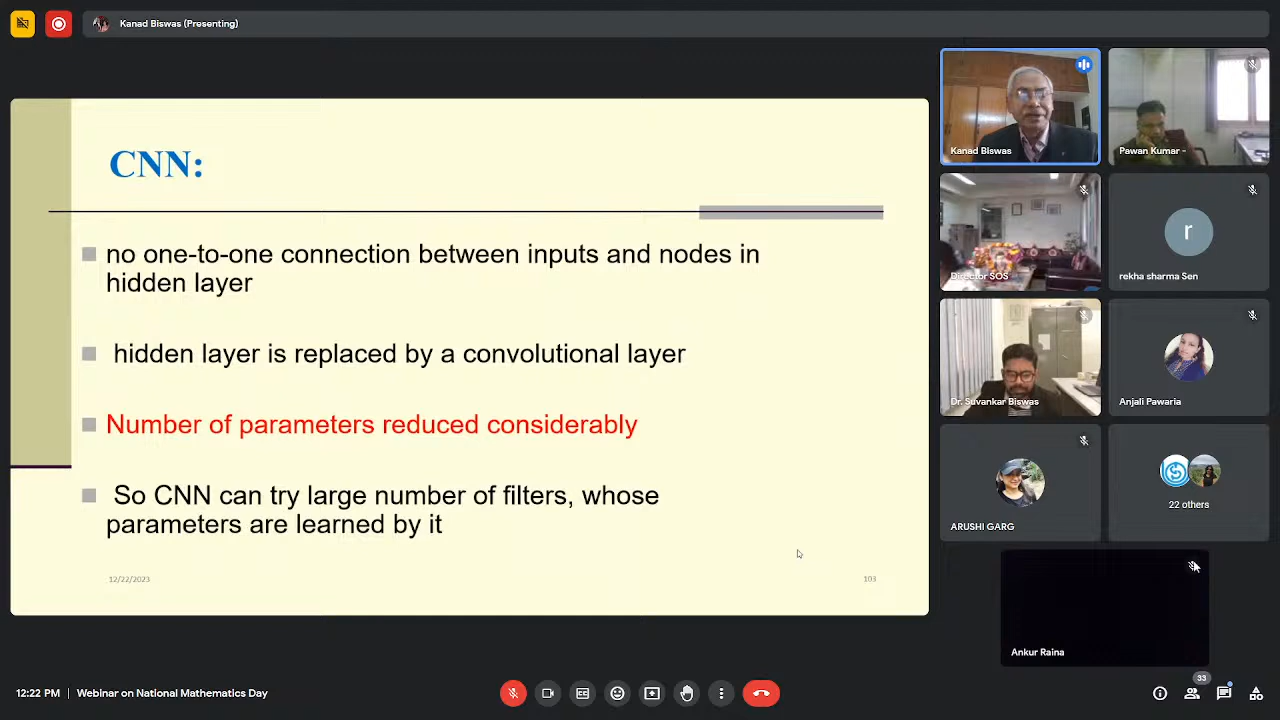 Kanad Biswas (Presenting)
CNN:
no one-to-one connection between inputs and nodes in
hidden layer
hidden layer is replaced by a convolutional layer
Number of parameters reduced considerably
So CNN can try large number of filters, whose
parameters are learned by it
12/22/2023
103
Kanad Biswas
Pawan Kumar -
Director SOS
r
rekha sharma Sen
Dr. Suvankar Biswas
Anjali Pawaria
ARUSHI GARG
22 others
Ankur Raina
12:22 PM | Webinar on National Mathematics Day
33